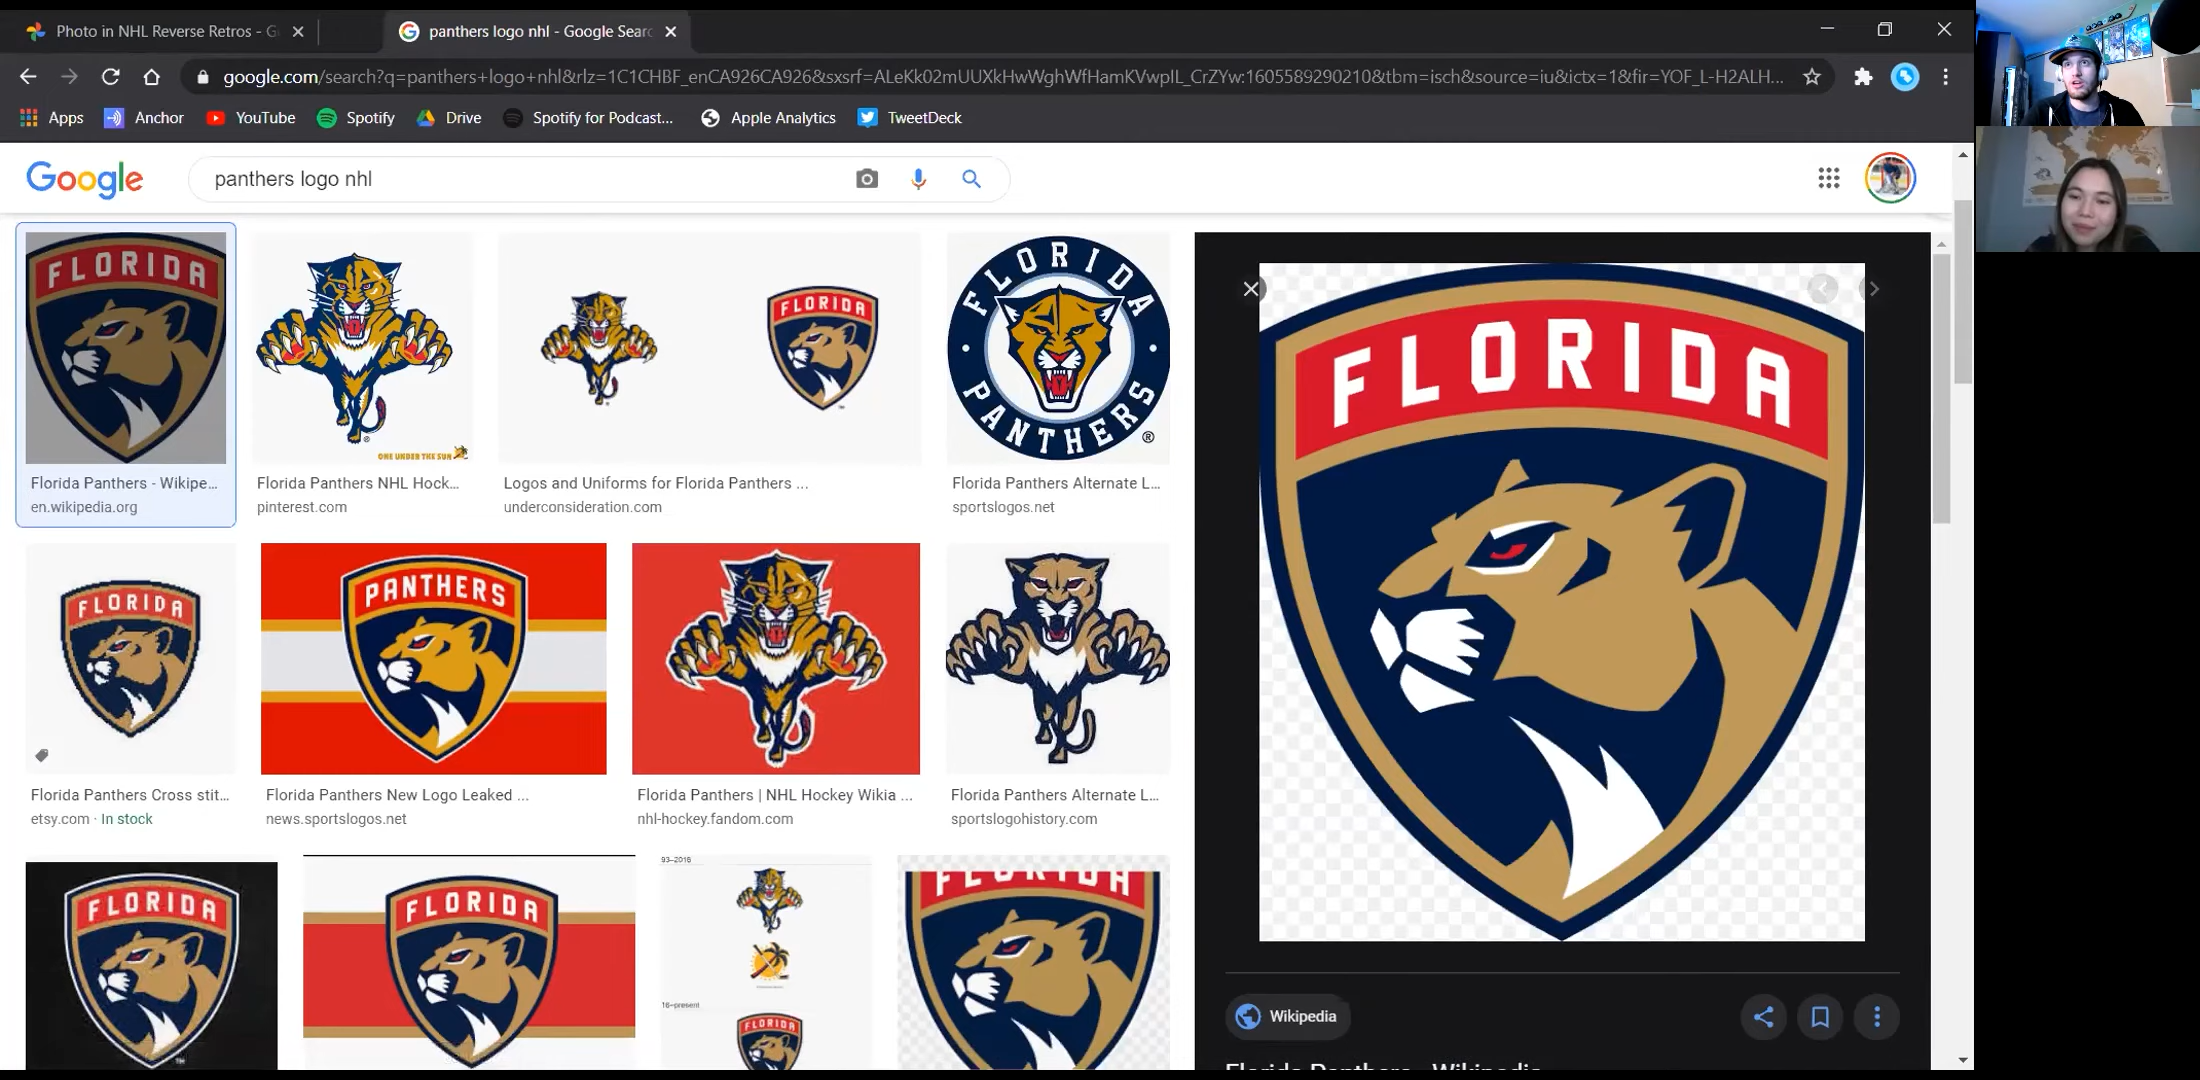 Photo in NHL Reverse Retros - G
panthers logo nhl - Google Searc
google.com/search?q=panthers+logo+nhl&rlz=1C1CHBF_enCA926CA926&sxsrf=ALeKk02mUUXkHwWghWfHamKVwpIL_CrZYw:1605589290210&tbm=isch&source=iu&ictx=1&fir=YOF_L-H2ALH...
Apps Anchor YouTube Spotify Drive Spotify for Podcast... Apple Analytics TweetDeck
Google panthers logo nhl
FLORIDA
FLORIDA
FLORIDA PANTHERS ®
FLORIDA
ONE UNDER THE SUN
Florida Panthers - Wikipe...
en.wikipedia.org
Florida Panthers NHL Hock...
pinterest.com
Logos and Uniforms for Florida Panthers ...
underconsideration.com
Florida Panthers Alternate L...
sportslogos.net
FLORIDA
PANTHERS
Florida Panthers Cross stit...
etsy.com · In stock
Florida Panthers New Logo Leaked ...
news.sportslogos.net
Florida Panthers | NHL Hockey Wikia ...
nhl-hockey.fandom.com
Florida Panthers Alternate L...
sportslogohistory.com
FLORIDA
FLORIDA
93-2016
16-present
FLORIDA
FLORIDA
Wikipedia
Florida Panthers - Wikipedia